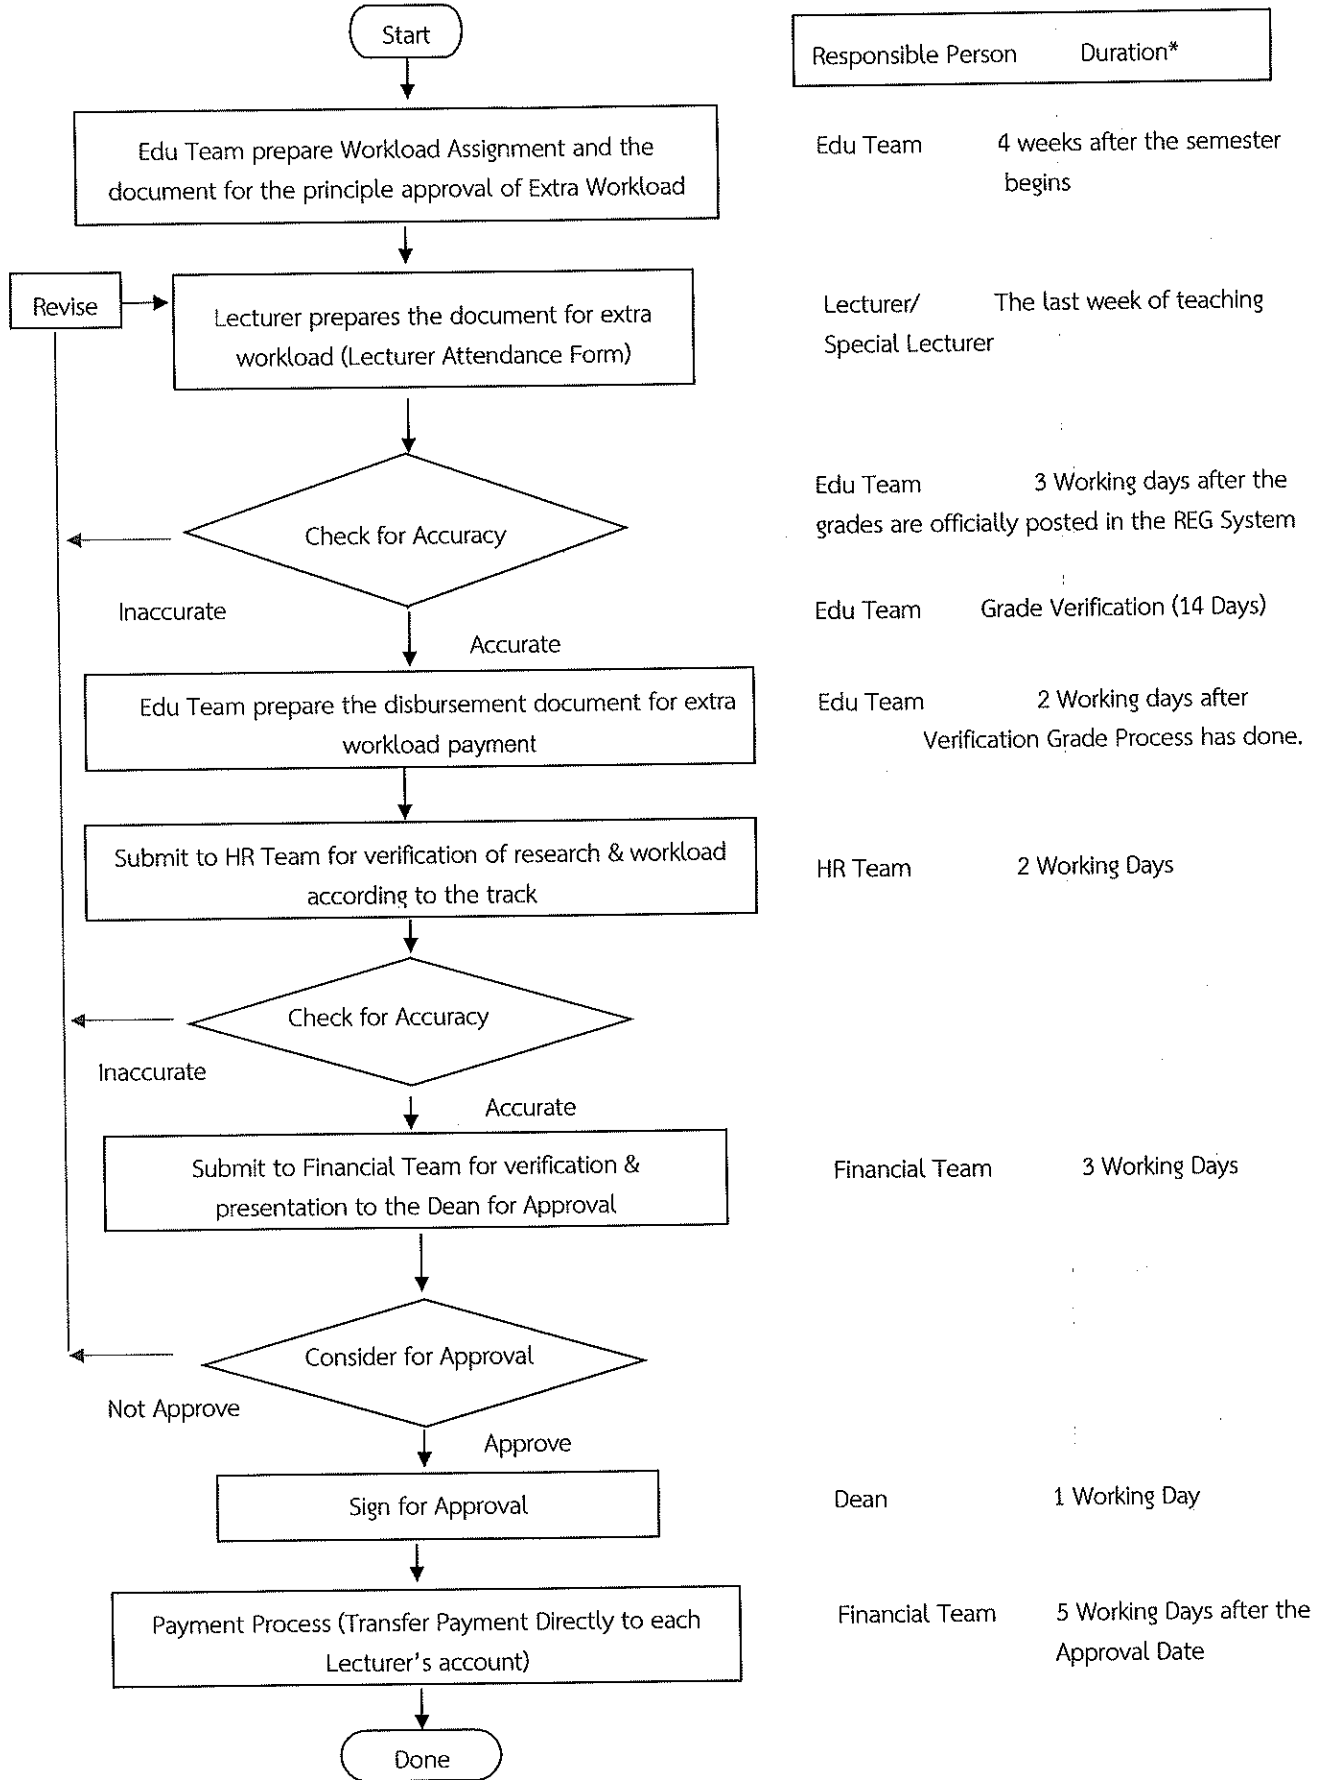 Start
Responsible Person Duration*
Edu Team prepare Workload Assignment and the
document for the principle approval of Extra Workload
Edu Team 4 weeks after the semester
begins
Revise
Lecturer prepares the document for extra
workload (Lecturer Attendance Form)
Lecturer/ The last week of teaching
Special Lecturer
Check for Accuracy
Edu Team 3 Working days after the
grades are officially posted in the REG System
Inaccurate
Accurate
Edu Team Grade Verification (14 Days)
Edu Team prepare the disbursement document for extra
workload payment
Edu Team 2 Working days after
Verification Grade Process has done.
Submit to HR Team for verification of research & workload
according to the track
HR Team 2 Working Days
Check for Accuracy
Inaccurate
Accurate
Submit to Financial Team for verification &
presentation to the Dean for Approval
Financial Team 3 Working Days
Consider for Approval
Not Approve
Approve
Sign for Approval
Dean 1 Working Day
Payment Process (Transfer Payment Directly to each
Lecturer's account)
Financial Team 5 Working Days after the
Approval Date
Done